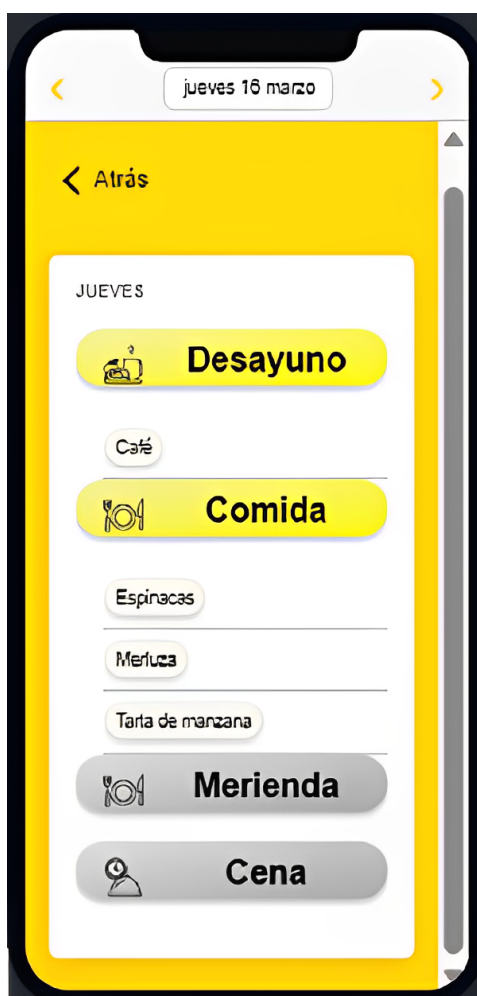 jueves 16 marzo
Atrás
JUEVES
Desayuno
Café
Comida
Espinacas
Merluza
Tarta de manzana
Merienda
Cena